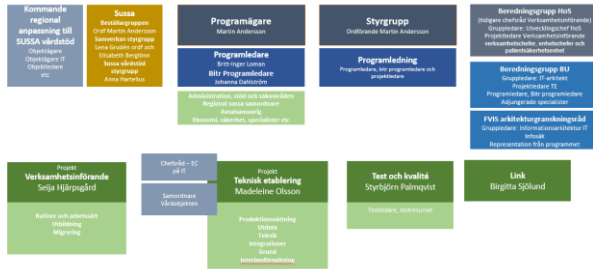 Kommande
regional
anpassning till
SUSSA vårdstöd
Objektägare
Objektägare IT
Objektledare
etc
Sussa
Beställargruppen
Ordf Martin Andersson
Samverkan styrgrupp
Lena Grudén ordf och
Elisabeth Berglönn
Sussa vårdstöd
styrgrupp
Anna Hartelius
Programägare
Martin Andersson
Programledare
Britt-Inger Loman
Bitr Programledare
Johanna Dahlström
Administration, stöd och sakområden
Regional sussa samordnare
Avtalsansvarig
Ekonomi, säkerhet, specialister etc
Styrgrupp
Ordförande Martin Andersson
Programledning
Programledare, bitr programledare och
projektledare
Beredningsgrupp HoS
(tidigare chefsråd Verksamhetsinförande)
Gruppledare: Utvecklingschef HoS
Projektledare Verksamhetsinförande
verksamhetschefer, enhetschefer och
patientsäkerhetsenhet
Beredningsgrupp BU
Gruppledare: IT-arkitekt
Projektledare TE
Programledare, Bitr programledare
Adjungerade specialister
FVIS arkitekturgranskningsråd
Gruppledare: Informationsarkitektur IT
Infosäk
Representation från programmet
Projekt
Verksamhetsinförande
Seija Hjärpsgård
Rutiner och arbetssätt
Utbildning
Migrering
Chefsråd – EC
på IT
Samordnare
Vårdobjekten
Projekt
Teknisk etablering
Madeleine Olsson
Produktionssättning
Utdata
Teknik
Integrationer
Grund
Interimförsättning
Test och kvalité
Styrbjörn Palmqvist
Testledare, testresurser
Link
Birgitta Sjölund